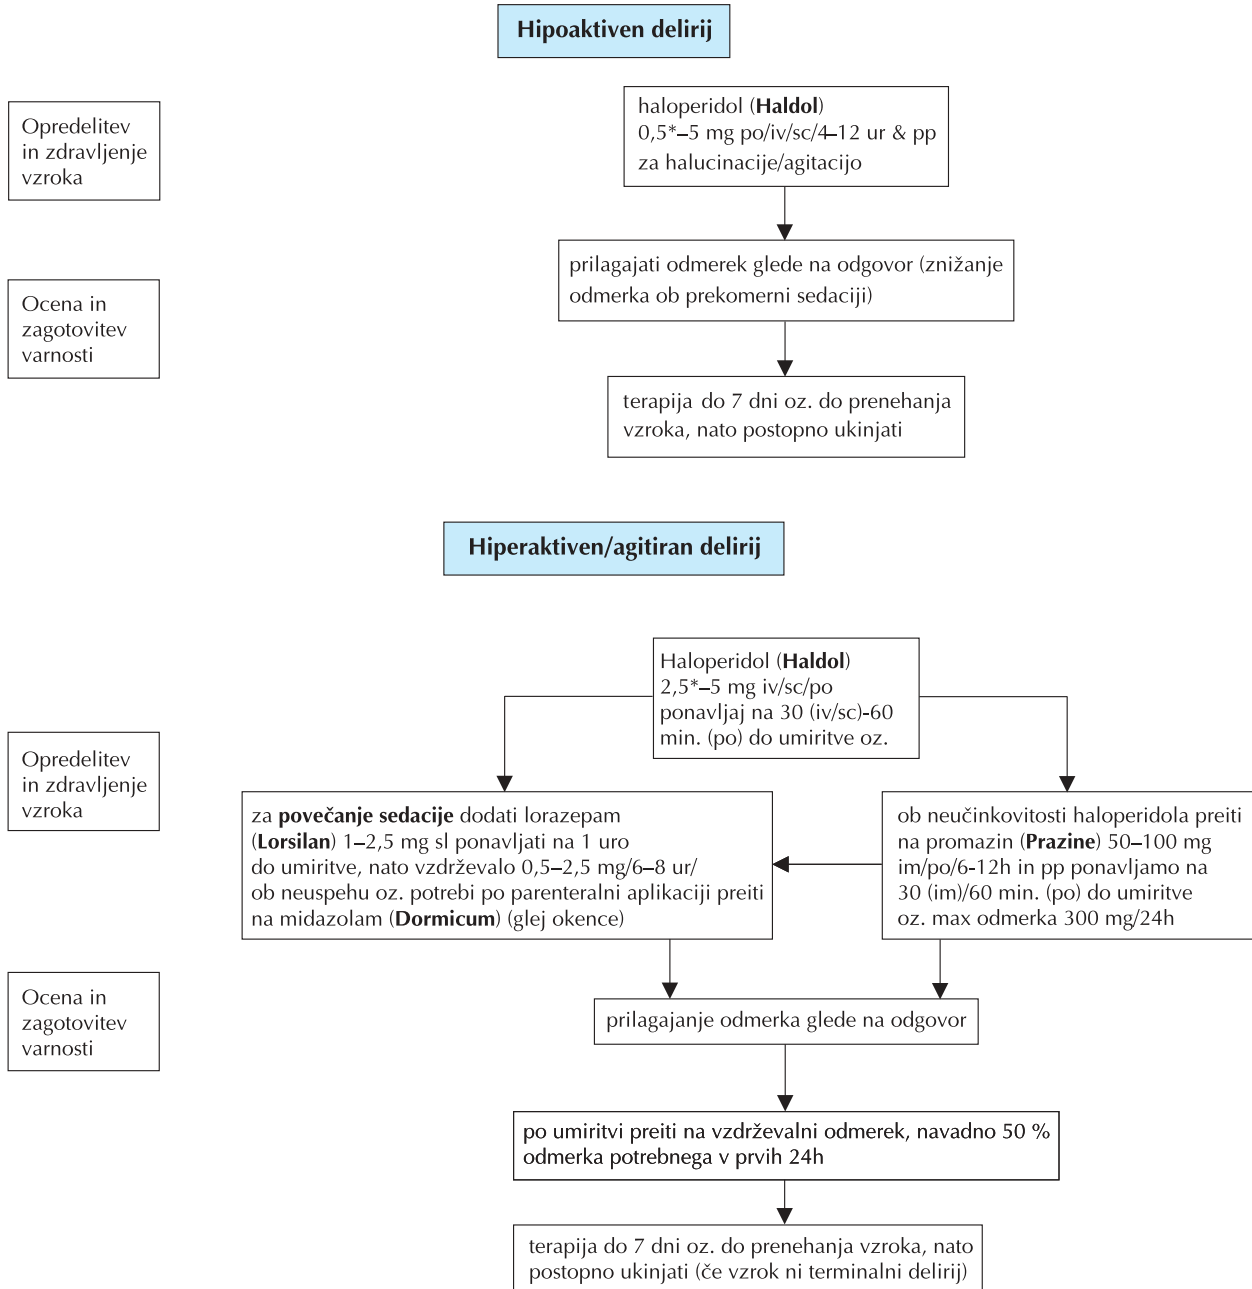 Hipoaktiven delirij
Opredelitev
in zdravljenje
vzroka
haloperidol (Haldol)
0,5*–5 mg po/iv/sc/4–12 ur & pp
za halucinacije/agitacijo
Ocena in
zagotovitev
varnosti
prilagajati odmerek glede na odgovor (znižanje
odmerka ob prekomerni sedaciji)
terapija do 7 dni oz. do prenehanja
vzroka, nato postopno ukinjati
Hiperaktiven/agitiran delirij
Haloperidol (Haldol)
2,5*–5 mg iv/sc/po
ponavljaj na 30 (iv/sc)-60
min. (po) do umiritve oz.
Opredelitev
in zdravljenje
vzroka
za povečanje sedacije dodati lorazepam
(Lorsilan) 1–2,5 mg sl ponavljati na 1 uro
do umiritve, nato vzdrževalo 0,5–2,5 mg/6–8 ur/
ob neuspehu oz. potrebi po parenteralni aplikaciji preiti
na midazolam (Dormicum) (glej okence)
ob neučinkovitosti haloperidola preiti
na promazin (Prazine) 50–100 mg
im/po/6-12h in pp ponavljamo na
30 (im)/60 min. (po) do umiritve
oz. max odmerka 300 mg/24h
Ocena in
zagotovitev
varnosti
prilagajanje odmerka glede na odgovor
po umiritvi preiti na vzdrževalni odmerek, navadno 50 %
odmerka potrebnega v prvih 24h
terapija do 7 dni oz. do prenehanja vzroka, nato
postopno ukinjati (če vzrok ni terminalni delirij)